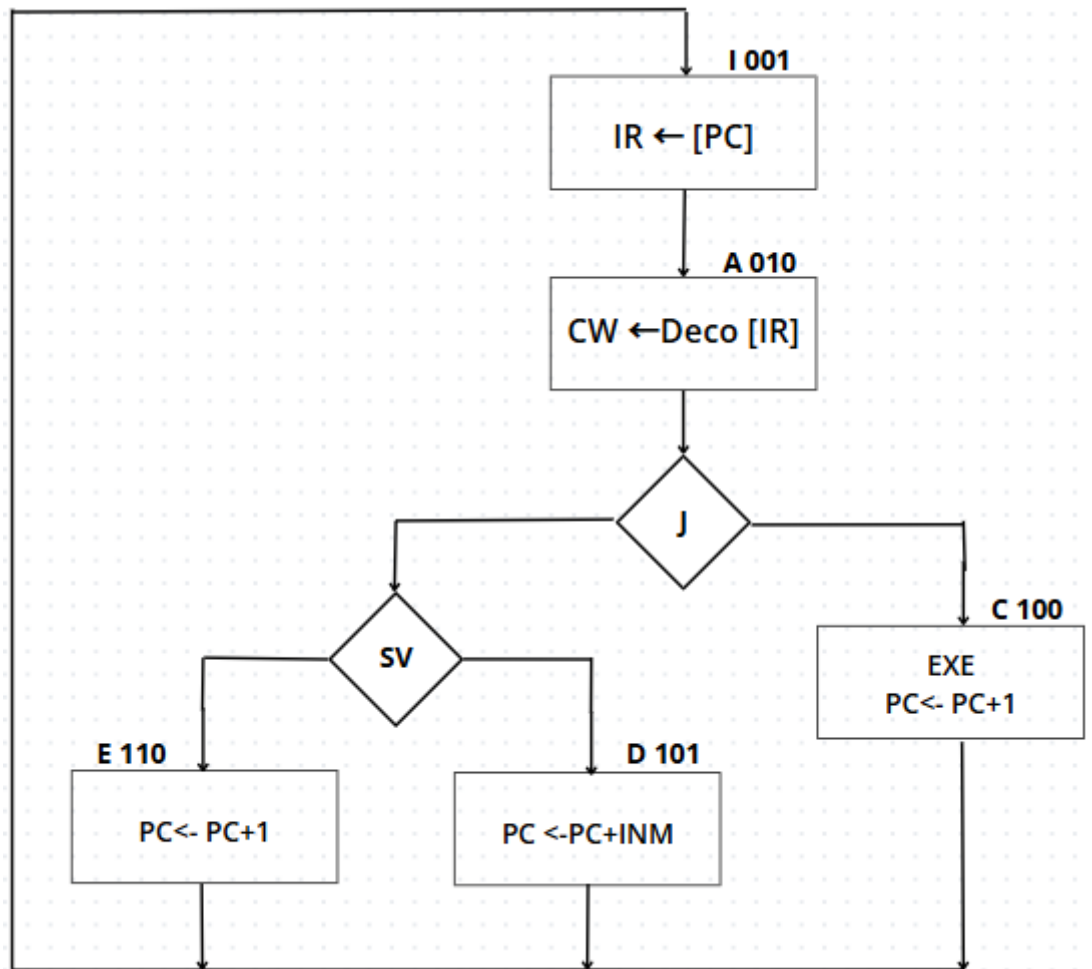 I 001
IR ← [PC]
A 010
CW ←Deco [IR]
J
C 100
EXE
PC<- PC+1
SV
E 110
PC<- PC+1
D 101
PC <-PC+INM